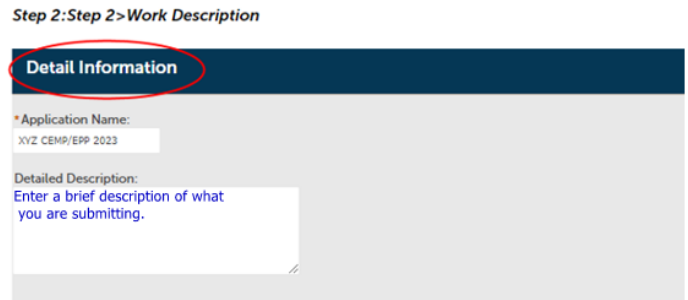 Step 2:Step 2>Work Description
Detail Information
*Application Name:
XYZ CEMP/EPP 2023
Detailed Description:
Enter a brief description of what
you are submitting.